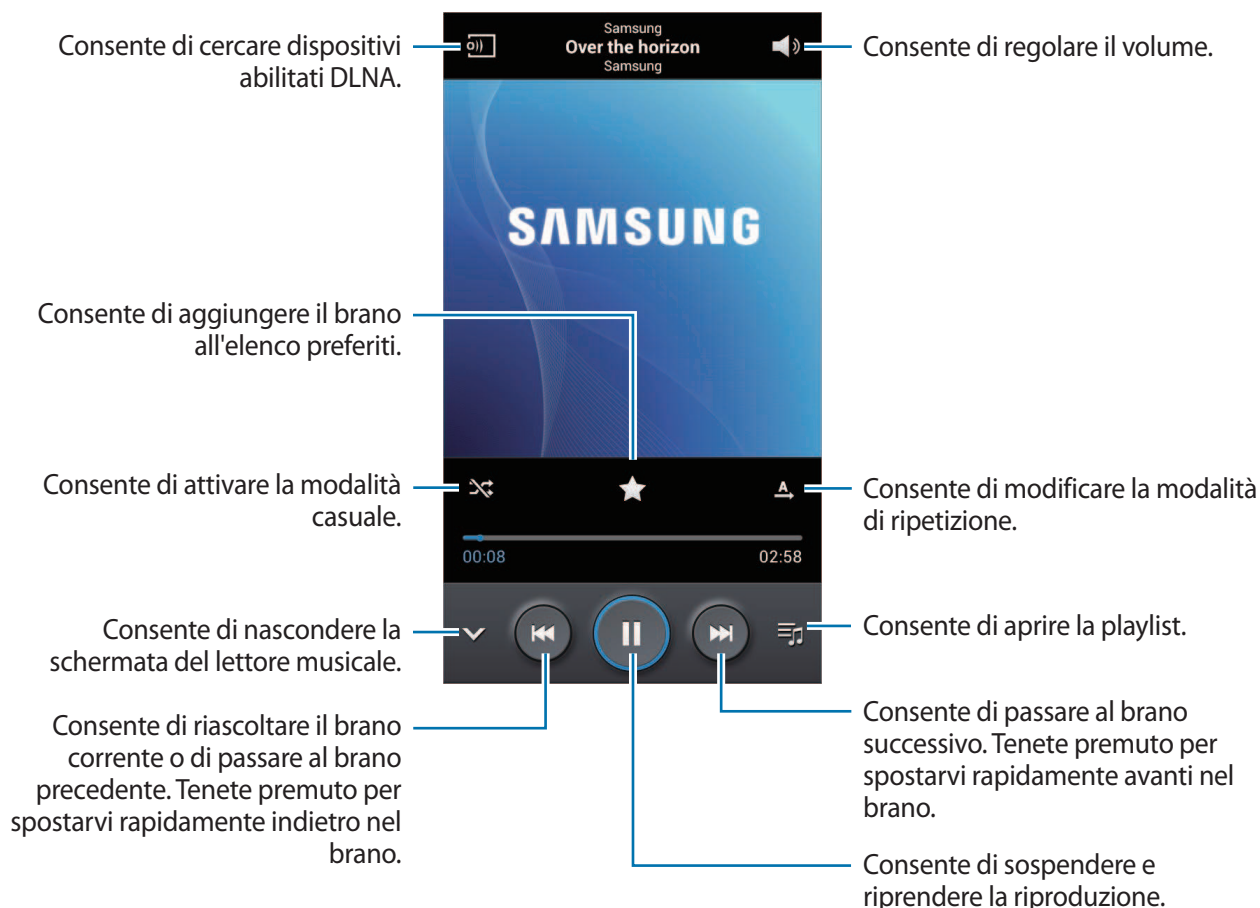 Consente di cercare dispositivi
abilitati DLNA.
Samsung
Over the horizon
Samsung
Consente di regolare il volume.
SAMSUNG
Consente di aggiungere il brano
all'elenco preferiti.
Consente di attivare la modalità
casuale.
A
Consente di modificare la modalità
di ripetizione.
00:08
02:58
Consente di nascondere la
schermata del lettore musicale.
Consente di aprire la playlist.
Consente di riascoltare il brano
corrente o di passare al brano
precedente. Tenete premuto per
spostarvi rapidamente indietro nel
brano.
Consente di passare al brano
successivo. Tenete premuto per
spostarvi rapidamente avanti nel
brano.
Consente di sospendere e
riprendere la riproduzione.